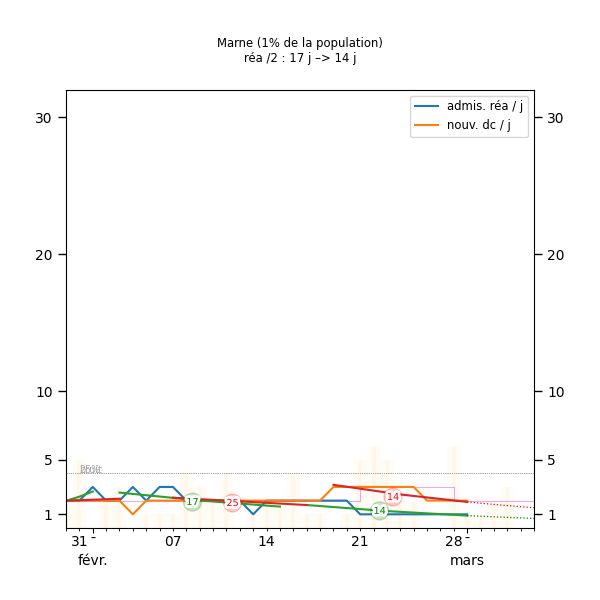 Marne (1% de la population)
réa /2 : 17 j –> 14 j
admis. réa / j
nouv. dc / j
30 30
20 20
10 10
5 5
1 1
17 25 14 14
31 07 14 21 28
févr. mars